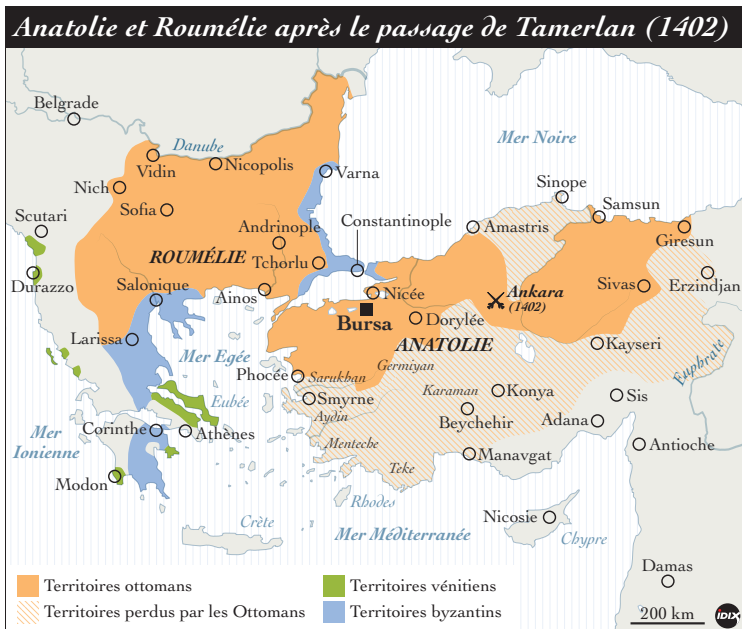 Anatolie et Roumélie après le passage de Tamerlan (1402)
Belgrade
Danube
Vidin
Nicopolis
Varna
Mer Noire
Nich
Sofia
Sinope
Samsun
Scutari
Andrinople
Constantinople
Amastris
Giresun
ROUMÉLIE
Tchorlu
Durazzo
Salonique
Ainos
Nicée
Ankara
(1402)
Sivas
Erzindjan
Bursa
Dorylée
Larissa
Mer Egée
ANATOLIE
Kayseri
Euphrate
Phocée
Sarukhan
Germiyan
Eubée
Smyrne
Karaman
Konya
Sis
Aydin
Beychehir
Adana
Mer
Ionienne
Corinthe
Athènes
Menteche
Manavgat
Antioche
Teke
Modon
Rhodes
Crète
Mer Méditerranée
Nicosie
Chypre
Damas
Territoires ottomans
Territoires vénitiens
Territoires perdus par les Ottomans
Territoires byzantins
200 km
iDIX